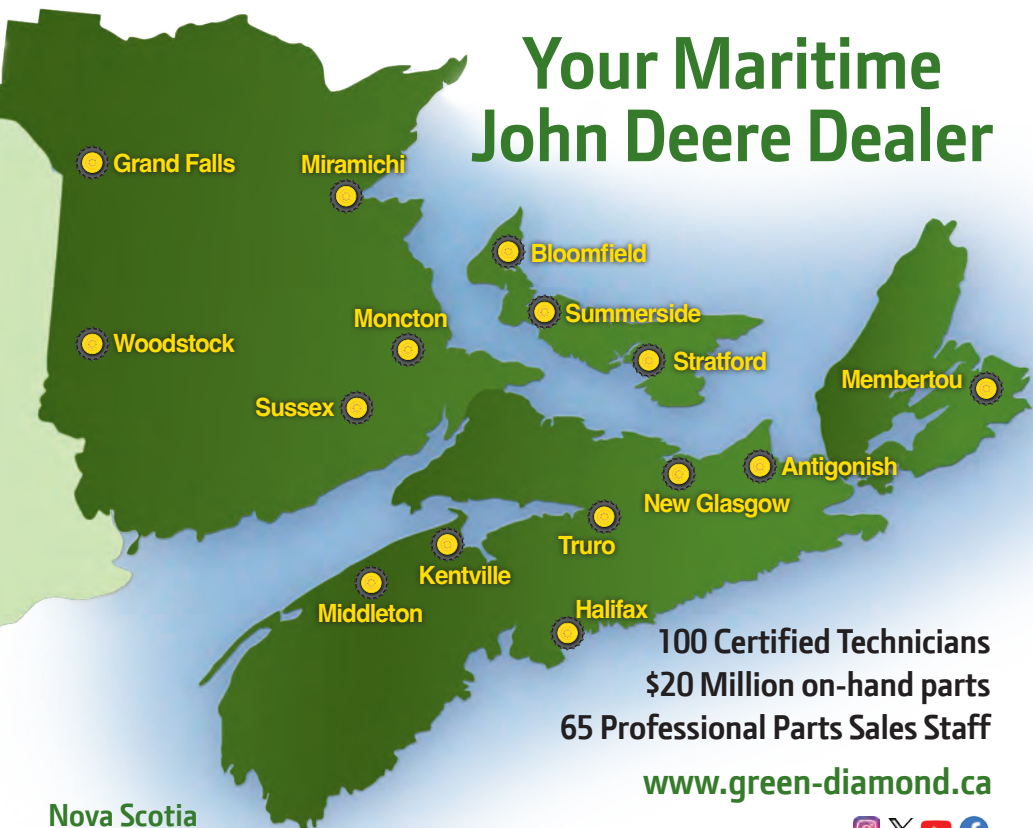 Your Maritime
John Deere Dealer
Grand Falls
Miramichi
Bloomfield
Summerside
Moncton
Woodstock
Stratford
Membertou
Sussex
Antigonish
New Glasgow
Truro
Kentville
Middleton
Halifax
100 Certified Technicians
$20 Million on-hand parts
65 Professional Parts Sales Staff
www.green-diamond.ca
Nova Scotia